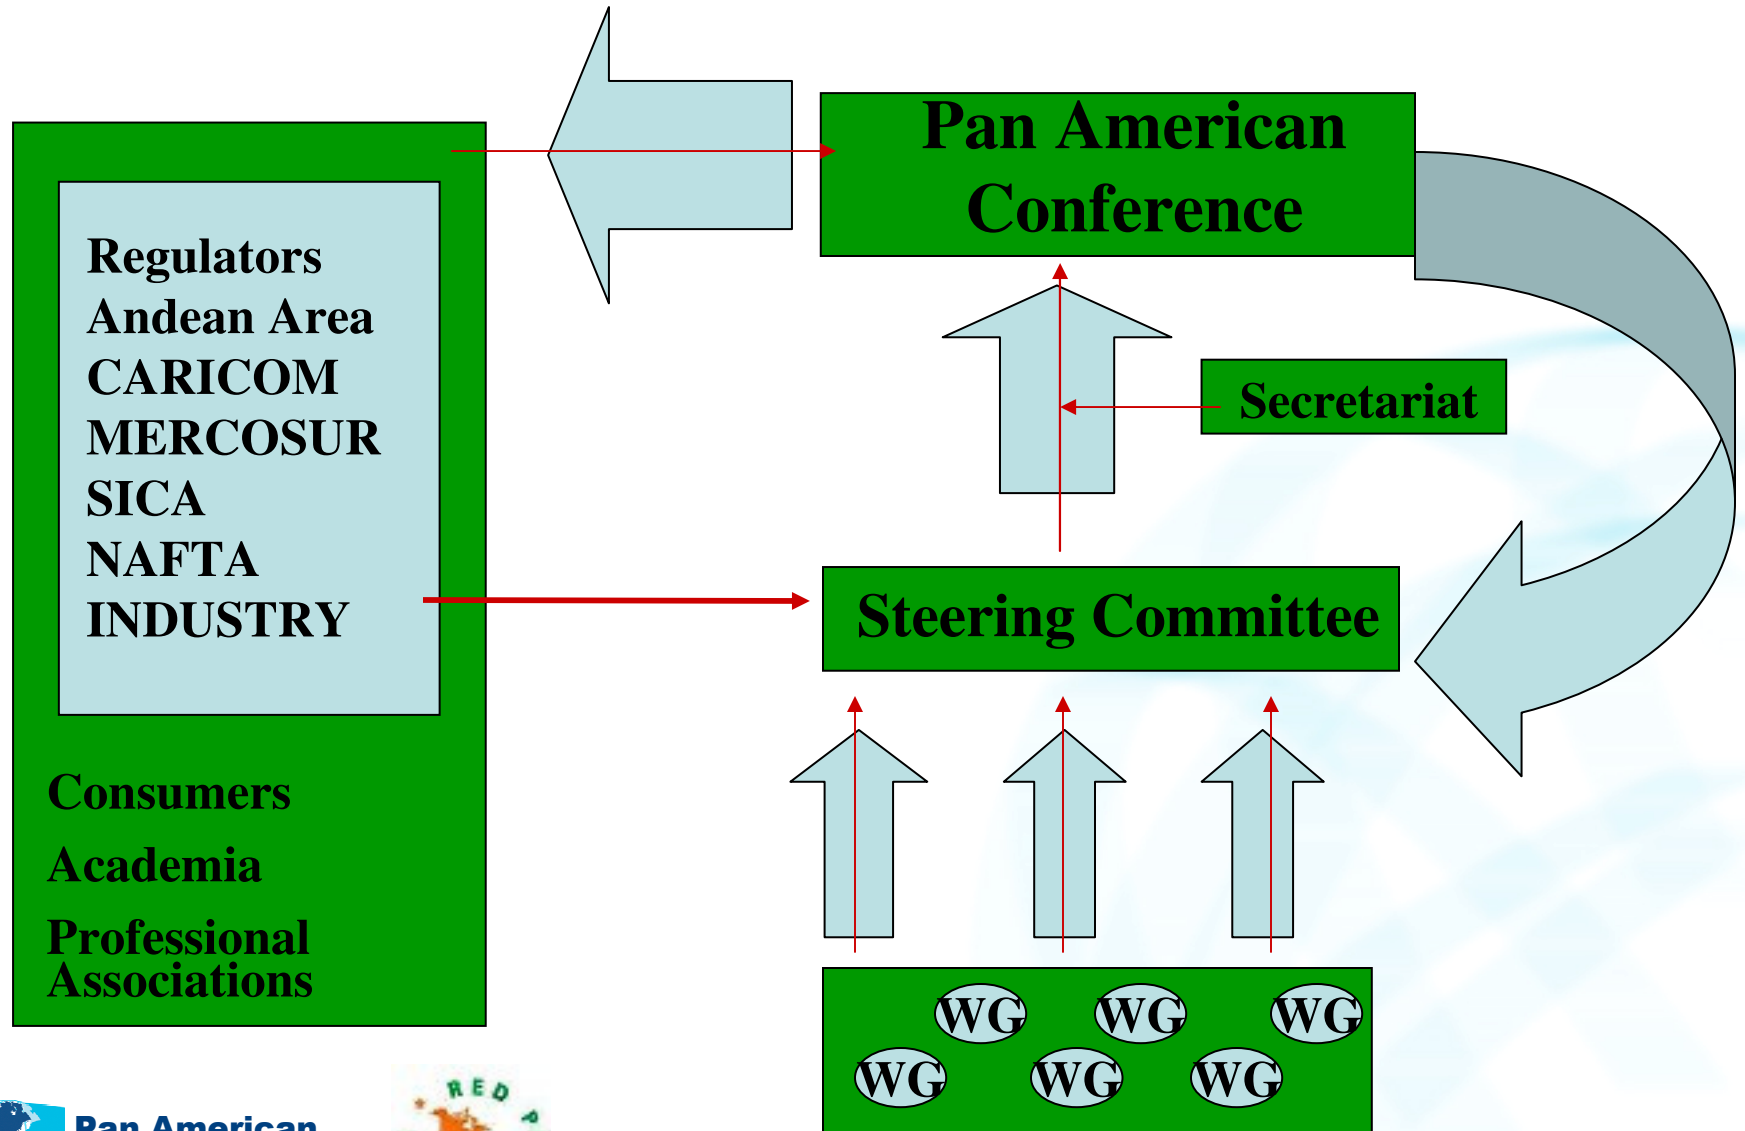 Pan American
Conference
Regulators
Andean Area
CARICOM
MERCOSUR
SICA
NAFTA
INDUSTRY
Secretariat
Steering Committee
Consumers
Academia
Professional
Associations
WG WG WG
WG WG WG
RED P
Pan American